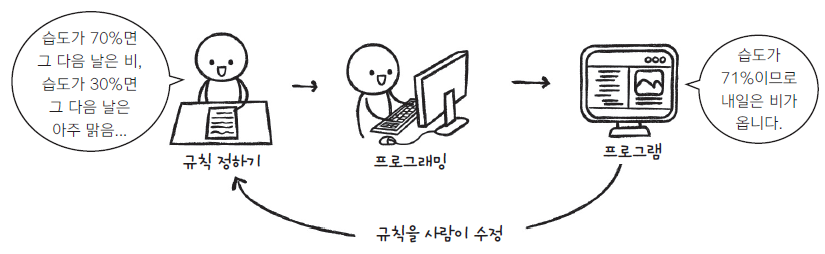 습도가 70%면
그 다음 날은 비,
습도가 30%면
그 다음 날은
아주 맑음...
규칙 정하기
프로그래밍
프로그램
습도가
71%이므로
내일은 비가
옵니다.
규칙을 사람이 수정